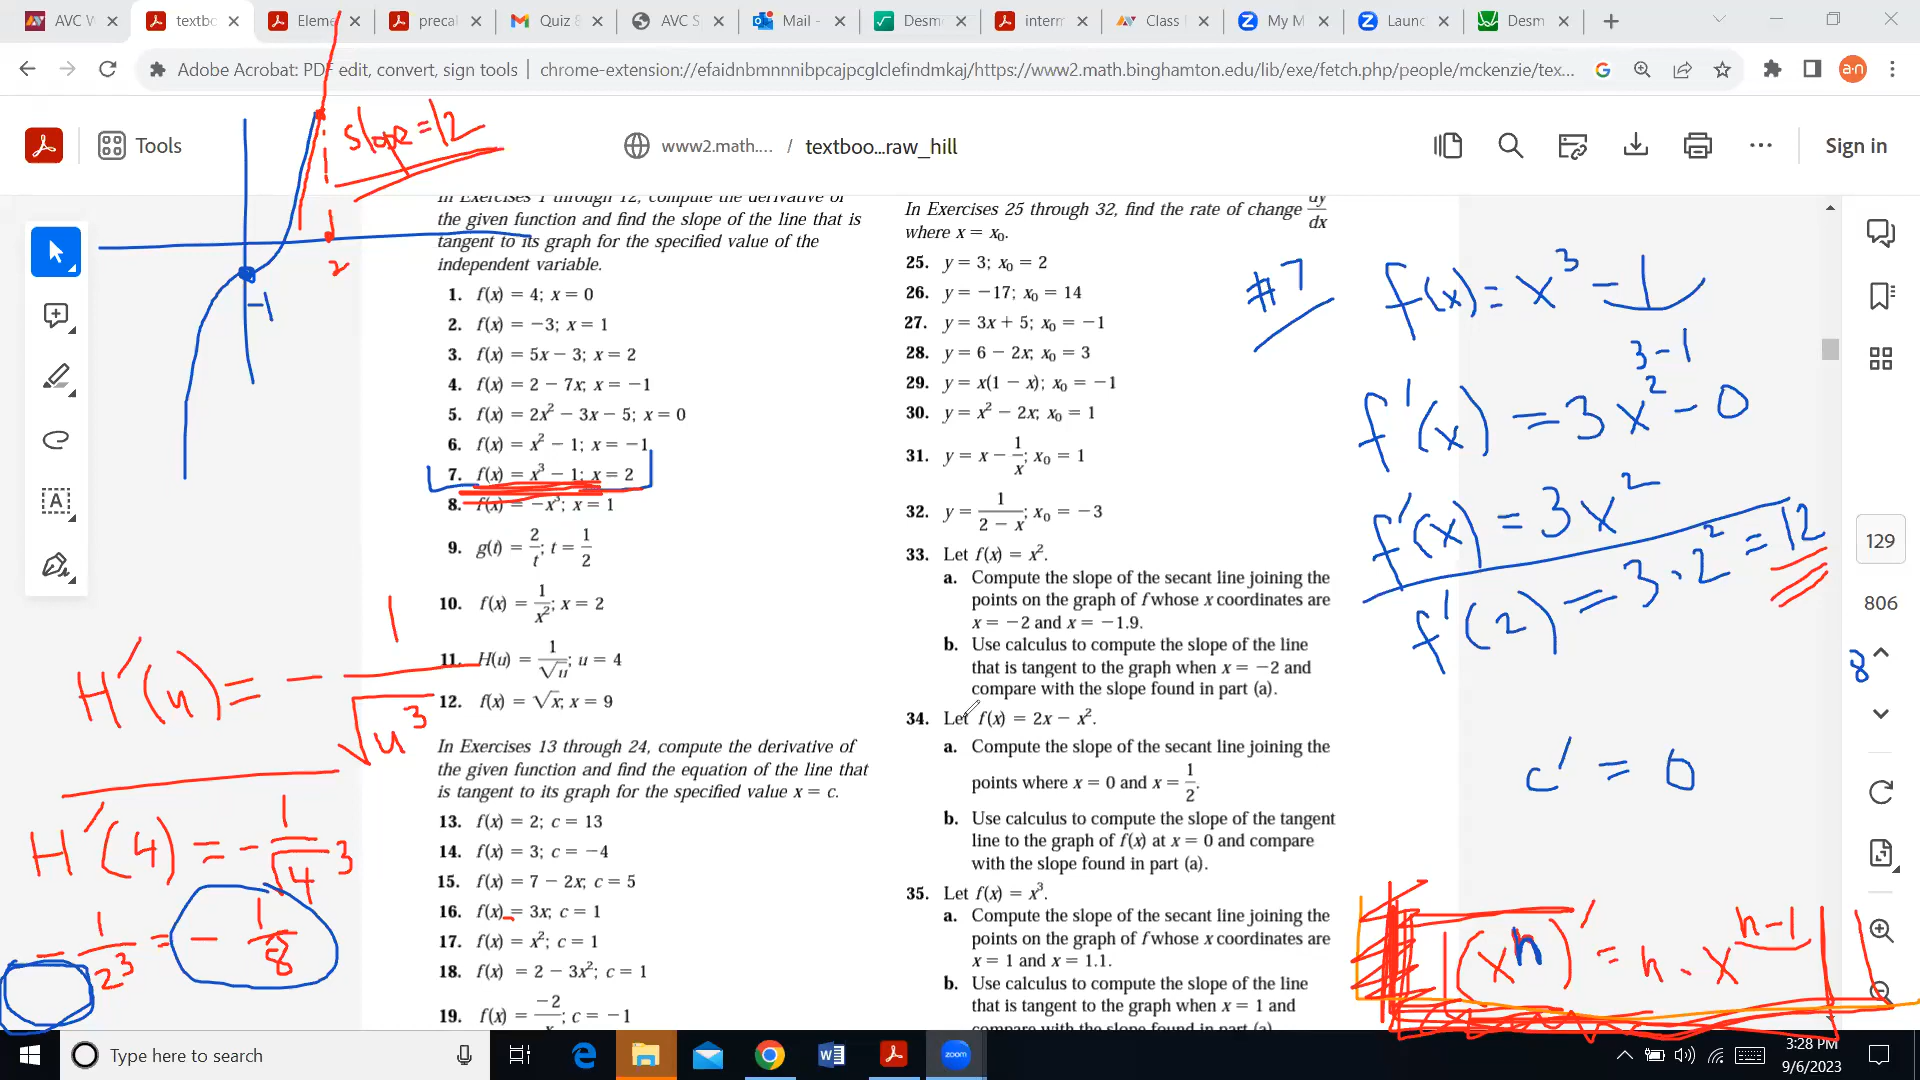 AVC W
textbo
Eleme
precal
Quiz 8
AVC S
Mail -
Desm
interm
Class
My M
Launc
Desm
Adobe Acrobat: PDF edit, convert, sign tools
chrome-extension://efaidnbmnnnibpcajpcglclefindmkaj/https://www2.math.binghamton.edu/lib/exe/fetch.php/people/mckenzie/tex...
a-n
Tools
www2.math.... / textboo...raw_hill
Sign in
slope=12
2
-1
In Exercises 1 through 12, compute the derivative of
the given function and find the slope of the line that is
tangent to its graph for the specified value of the
independent variable.
1. f(x) = 4; x = 0
2. f(x) = −3; x = 1
3. f(x) = 5x − 3; x = 2
4. f(x) = 2 − 7x; x = −1
5. f(x) = 2x² − 3x − 5; x = 0
6. f(x) = x² − 1; x = −1
7. f(x) = x³ − 1; x = 2
8. f(x) = −x³; x = 1
9. g(t) = 2/t; t = 1/2
10. f(x) = 1/x²; x = 2
11. H(u) = 1/√u; u = 4
12. f(x) = √x; x = 9
In Exercises 13 through 24, compute the derivative of
the given function and find the equation of the line that
is tangent to its graph for the specified value x = c.
13. f(x) = 2; c = 13
14. f(x) = 3; c = −4
15. f(x) = 7 − 2x; c = 5
16. f(x) = 3x; c = 1
17. f(x) = x²; c = 1
18. f(x) = 2 − 3x²; c = 1
19. f(x) = −2/x; c = −1
H'(u) = - 1/√u³
H'(4) = - 1/√4³
- 1/2³ = - 1/8
In Exercises 25 through 32, find the rate of change dy/dx
where x = x₀.
25. y = 3; x₀ = 2
26. y = −17; x₀ = 14
27. y = 3x + 5; x₀ = −1
28. y = 6 − 2x; x₀ = 3
29. y = x(1 − x); x₀ = −1
30. y = x² − 2x; x₀ = 1
31. y = x − 1/x; x₀ = 1
32. y = 1/(2 − x); x₀ = −3
33. Let f(x) = x².
a. Compute the slope of the secant line joining the
points on the graph of f whose x coordinates are
x = −2 and x = −1.9.
b. Use calculus to compute the slope of the line
that is tangent to the graph when x = −2 and
compare with the slope found in part (a).
34. Let f(x) = 2x − x².
a. Compute the slope of the secant line joining the
points where x = 0 and x = 1/2.
b. Use calculus to compute the slope of the tangent
line to the graph of f(x) at x = 0 and compare
with the slope found in part (a).
35. Let f(x) = x³.
a. Compute the slope of the secant line joining the
points on the graph of f whose x coordinates are
x = 1 and x = 1.1.
b. Use calculus to compute the slope of the line
that is tangent to the graph when x = 1 and
compare with the slope found in part (a).
#7
f(x) = x³ - 1
3-1
f'(x) = 3x² - 0
f'(x) = 3x²
f'(2) = 3·2² = 12
c' = 0
(xⁿ)' = n·xⁿ⁻¹
129
806
8
Type here to search
zoom
3:28 PM
9/6/2023